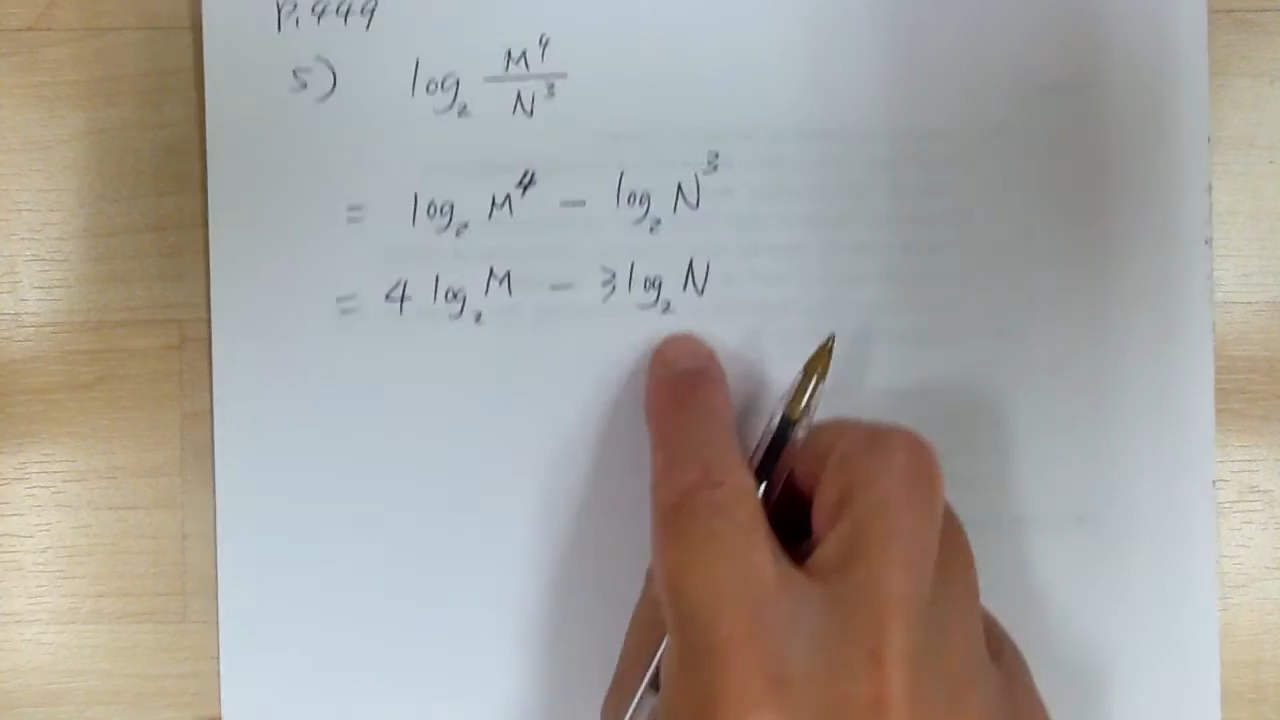 P.449
5) log₂ M⁴/N³
= log₂ M⁴ - log₂ N³
= 4 log₂ M - 3 log₂ N